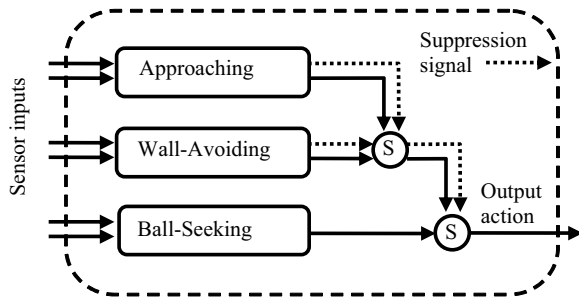 Approaching
Suppression
signal
Sensor inputs
Wall-Avoiding
S
Output
action
Ball-Seeking
S